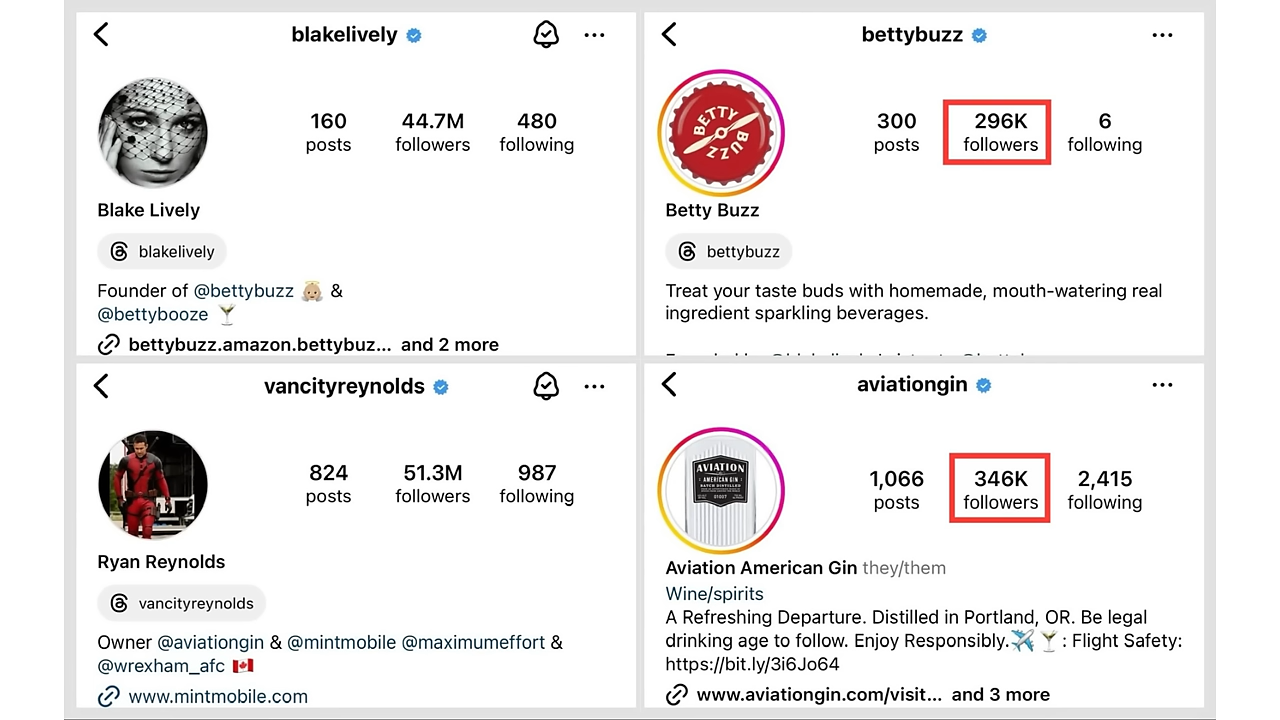 blakelively
160
44.7M
480
posts
followers
following
Blake Lively
blakelively
Founder of @bettybuzz 👼🏼 &
@bettybooze 🍸
bettybuzz.amazon.bettybuz... and 2 more
bettybuzz
BETTY
BUZZ
300
296K
6
posts
followers
following
Betty Buzz
bettybuzz
Treat your taste buds with homemade, mouth-watering real
ingredient sparkling beverages.
vancityreynolds
824
51.3M
987
posts
followers
following
Ryan Reynolds
vancityreynolds
Owner @aviationgin & @mintmobile @maximumeffort &
@wrexham_afc 🇨🇦
www.mintmobile.com
aviationgin
AVIATION
AMERICAN GIN
BATCH DISTILLED
1,066
346K
2,415
posts
followers
following
Aviation American Gin they/them
Wine/spirits
A Refreshing Departure. Distilled in Portland, OR. Be legal
drinking age to follow. Enjoy Responsibly.✈️🍸: Flight Safety:
https://bit.ly/3i6Jo64
www.aviationgin.com/visit... and 3 more